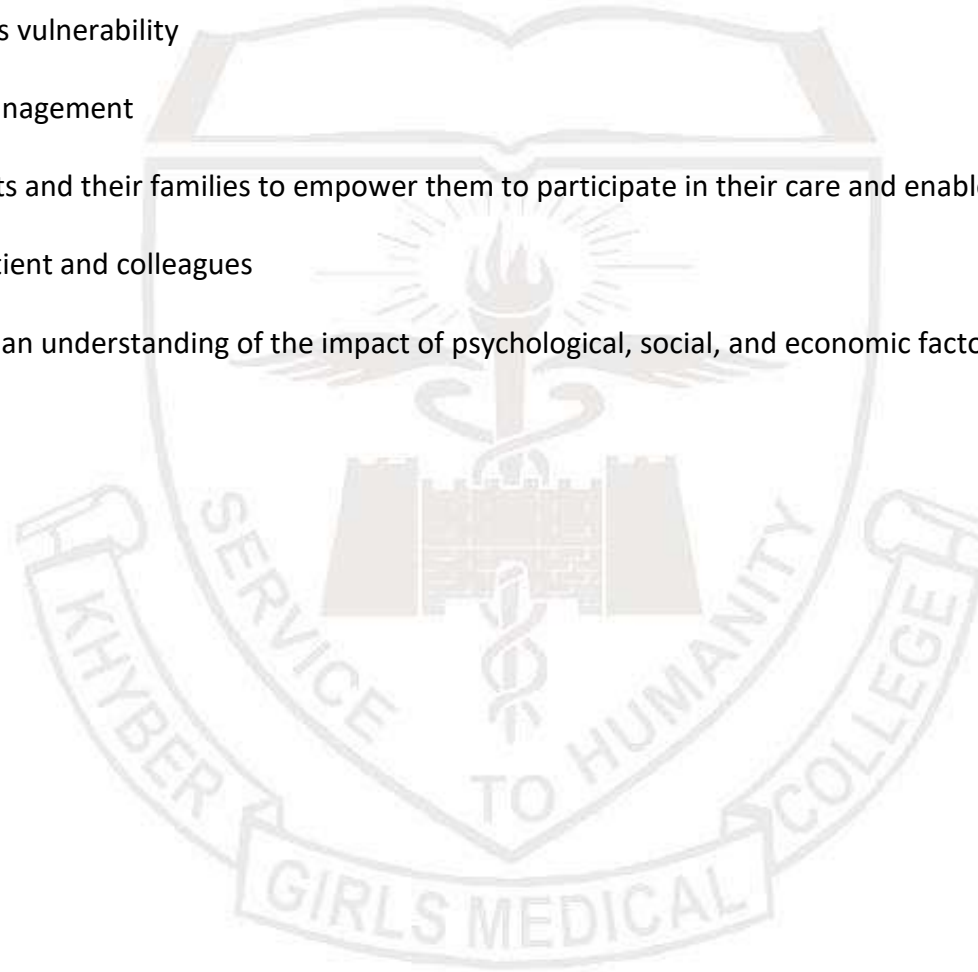 s vulnerability
nagement
ts and their families to empower them to participate in their care and enabl
tient and colleagues
an understanding of the impact of psychological, social, and economic facto
SERVICE TO HUMANITY
KHYBER GIRLS MEDICAL COLLEGE